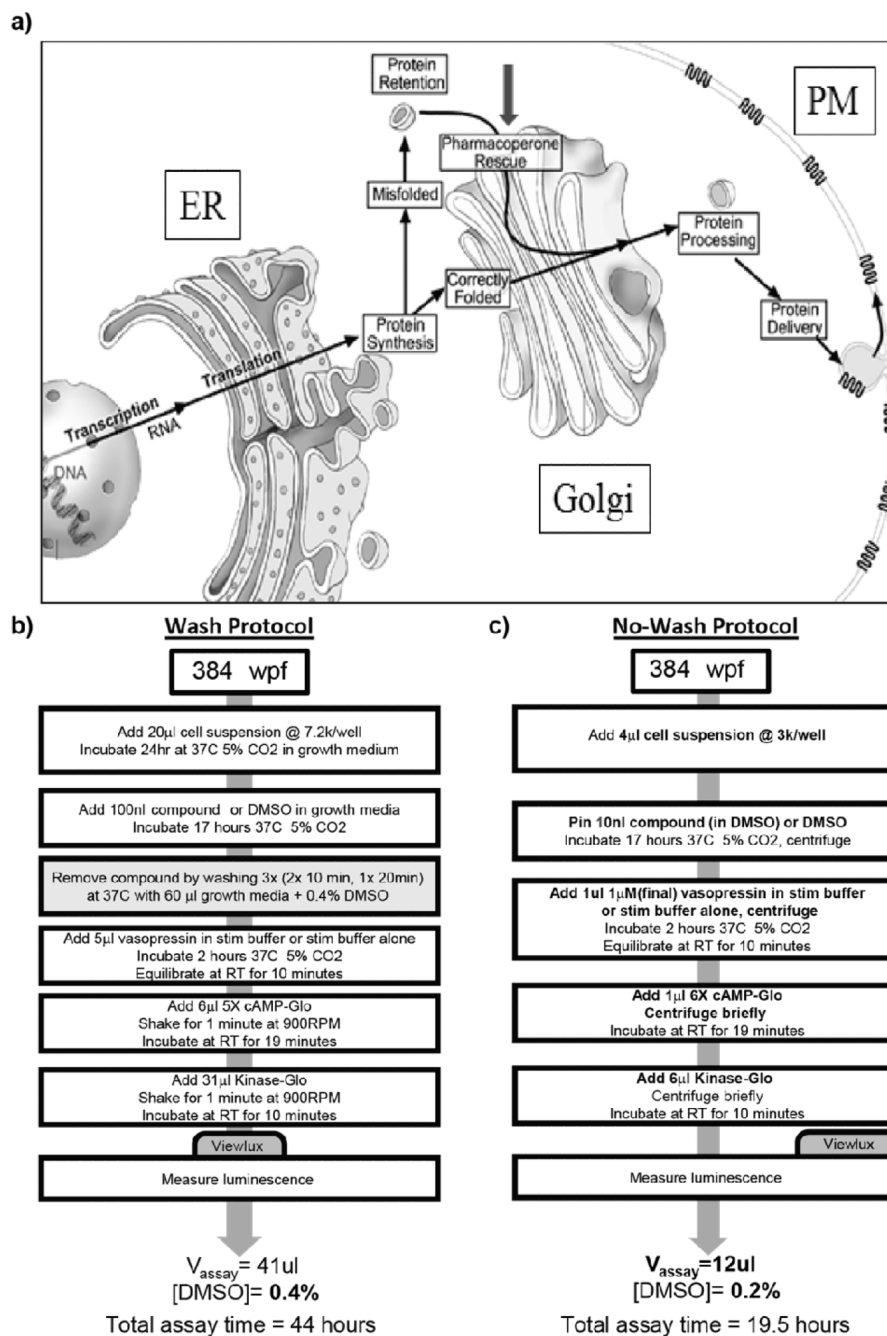 a)
Protein
Retention
PM
Pharmacoperone
Rescue
ER
Misfolded
Protein
Processing
Correctly
Folded
Protein
Synthesis
Protein
Delivery
Translation
Transcription
RNA
DNA
Golgi
b)
Wash Protocol
384 wpf
Add 20µl cell suspension @ 7.2k/well
Incubate 24hr at 37C 5% CO2 in growth medium
Add 100nl compound or DMSO in growth media
Incubate 17 hours 37C 5% CO2
Remove compound by washing 3x (2x 10 min, 1x 20min)
at 37C with 60 µl growth media + 0.4% DMSO
Add 5µl vasopressin in stim buffer or stim buffer alone
Incubate 2 hours 37C 5% CO2
Equilibrate at RT for 10 minutes
Add 6µl 5X cAMP-Glo
Shake for 1 minute at 900RPM
Incubate at RT for 19 minutes
Add 31µl Kinase-Glo
Shake for 1 minute at 900RPM
Incubate at RT for 10 minutes
Viewlux
Measure luminescence
Vassay= 41ul
[DMSO]= 0.4%
Total assay time = 44 hours
c)
No-Wash Protocol
384 wpf
Add 4µl cell suspension @ 3k/well
Pin 10nl compound (in DMSO) or DMSO
Incubate 17 hours 37C 5% CO2, centrifuge
Add 1ul 1µM(final) vasopressin in stim buffer
or stim buffer alone, centrifuge
Incubate 2 hours 37C 5% CO2
Equilibrate at RT for 10 minutes
Add 1µl 6X cAMP-Glo
Centrifuge briefly
Incubate at RT for 19 minutes
Add 6µl Kinase-Glo
Centrifuge briefly
Incubate at RT for 10 minutes
Viewlux
Measure luminescence
Vassay=12ul
[DMSO]= 0.2%
Total assay time = 19.5 hours